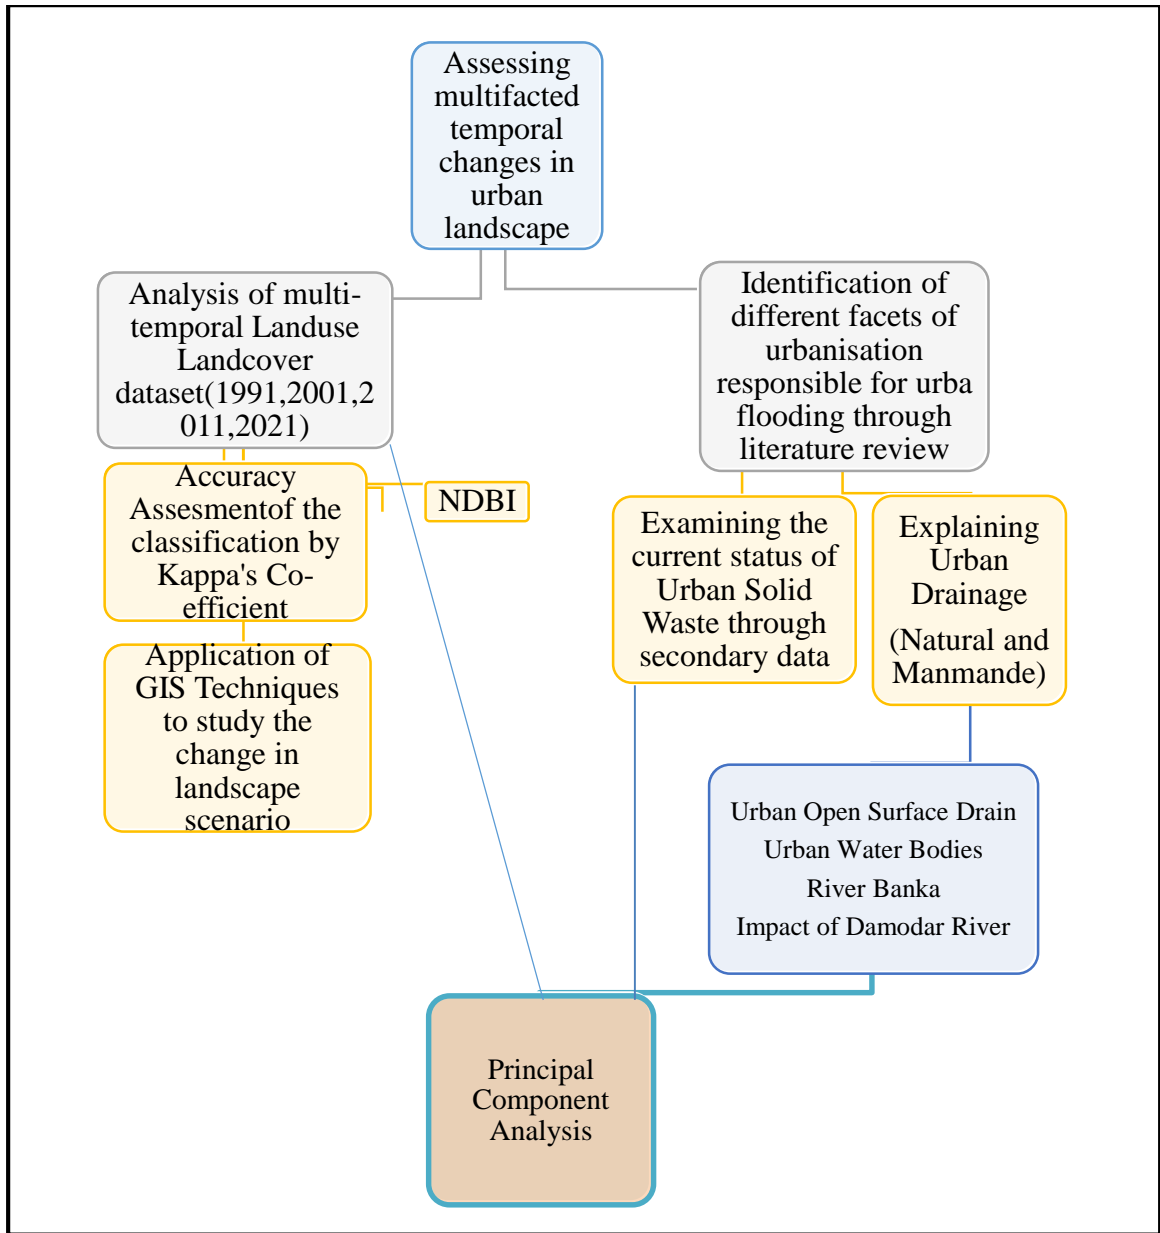 Assessing
multifacted
temporal
changes in
urban
landscape
Analysis of multi-
temporal Landuse
Landcover
dataset(1991,2001,2
011,2021)
Identification of
different facets of
urbanisation
responsible for urba
flooding through
literature review
Accuracy
Assesmentof the
classification by
Kappa's Co-
efficient
NDBI
Application of
GIS Techniques
to study the
change in
landscape
scenario
Examining the
current status of
Urban Solid
Waste through
secondary data
Explaining
Urban
Drainage
(Natural and
Manmande)
Urban Open Surface Drain
Urban Water Bodies
River Banka
Impact of Damodar River
Principal
Component
Analysis